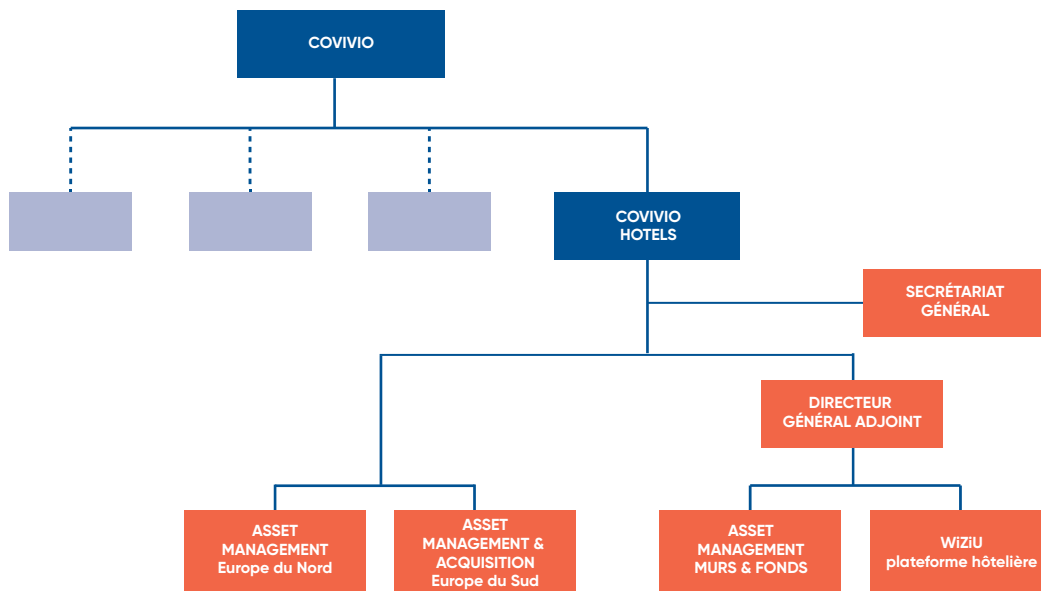 COVIVIO
COVIVIO
HOTELS
SECRÉTARIAT
GÉNÉRAL
DIRECTEUR
GÉNÉRAL ADJOINT
ASSET
MANAGEMENT
Europe du Nord
ASSET
MANAGEMENT &
ACQUISITION
Europe du Sud
ASSET
MANAGEMENT
MURS & FONDS
WiZiU
plateforme hôtelière